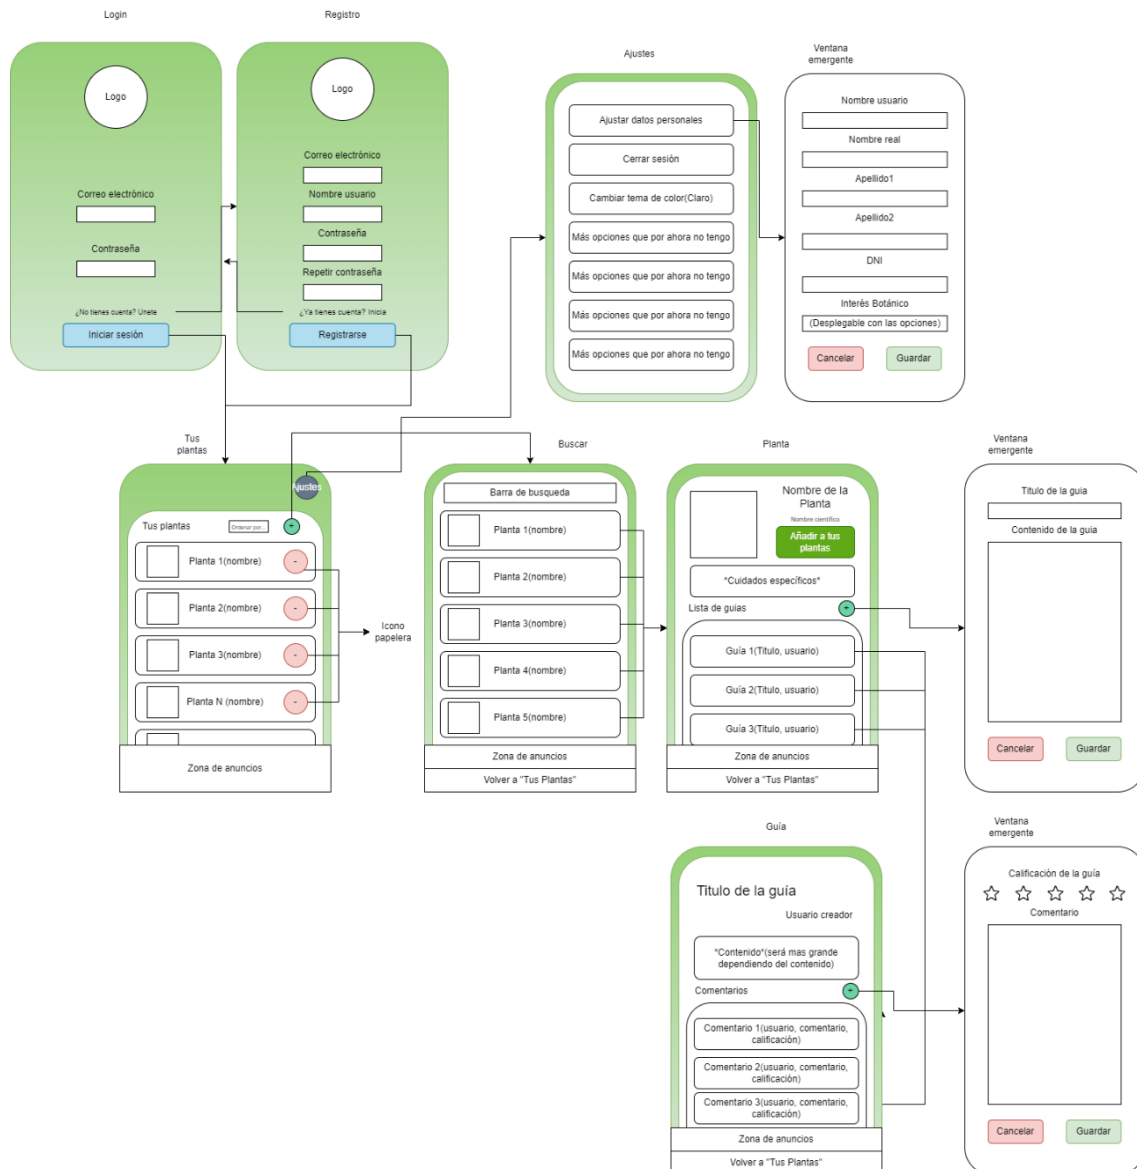 Login
Registro
Logo
Correo electrónico
Contraseña
¿No tienes cuenta? Unete
Iniciar sesión
Logo
Correo electrónico
Nombre usuario
Contraseña
Repetir contraseña
¿Ya tienes cuenta? Inicia
Registrarse
Ajustes
Ajustar datos personales
Cerrar sesión
Cambiar tema de color(Claro)
Más opciones que por ahora no tengo
Más opciones que por ahora no tengo
Más opciones que por ahora no tengo
Más opciones que por ahora no tengo
Ventana
emergente
Nombre usuario
Nombre real
Apellido1
Apellido2
DNI
Interés Botánico
(Desplegable con las opciones)
Cancelar
Guardar
Tus
plantas
Ajustes
Tus plantas
Ordenar por...
+
Planta 1(nombre)
-
Planta 2(nombre)
-
Planta 3(nombre)
-
Planta N (nombre)
-
Zona de anuncios
Icono
papelera
Buscar
Barra de busqueda
Planta 1(nombre)
Planta 2(nombre)
Planta 3(nombre)
Planta 4(nombre)
Planta 5(nombre)
Zona de anuncios
Volver a "Tus Plantas"
Planta
Nombre de la
Planta
Nombre científico
Añadir a tus
plantas
*Cuidados específicos*
Lista de guias
+
Guía 1(Titulo, usuario)
Guía 2(Titulo, usuario)
Guía 3(Titulo, usuario)
Zona de anuncios
Volver a "Tus Plantas"
Ventana
emergente
Titulo de la guia
Contenido de la guia
Cancelar
Guardar
Guía
Titulo de la guía
Usuario creador
*Contenido*(será mas grande
dependiendo del contenido)
Comentarios
+
Comentario 1(usuario, comentario,
calificación)
Comentario 2(usuario, comentario,
calificación)
Comentario 3(usuario, comentario,
calificación)
Zona de anuncios
Volver a "Tus Plantas"
Ventana
emergente
Calificación de la guía
Comentario
Cancelar
Guardar